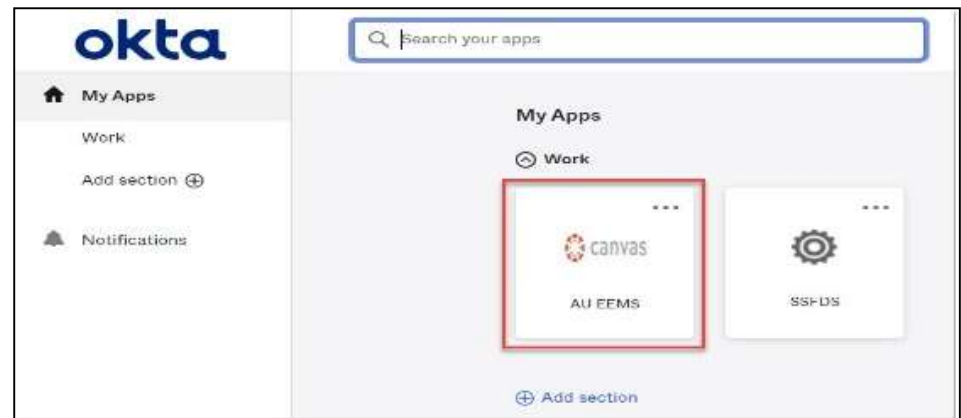 okta
Search your apps
My Apps
Work
Add section
Notifications
My Apps
Work
canvas
AU EEMS
SSFDS
Add section